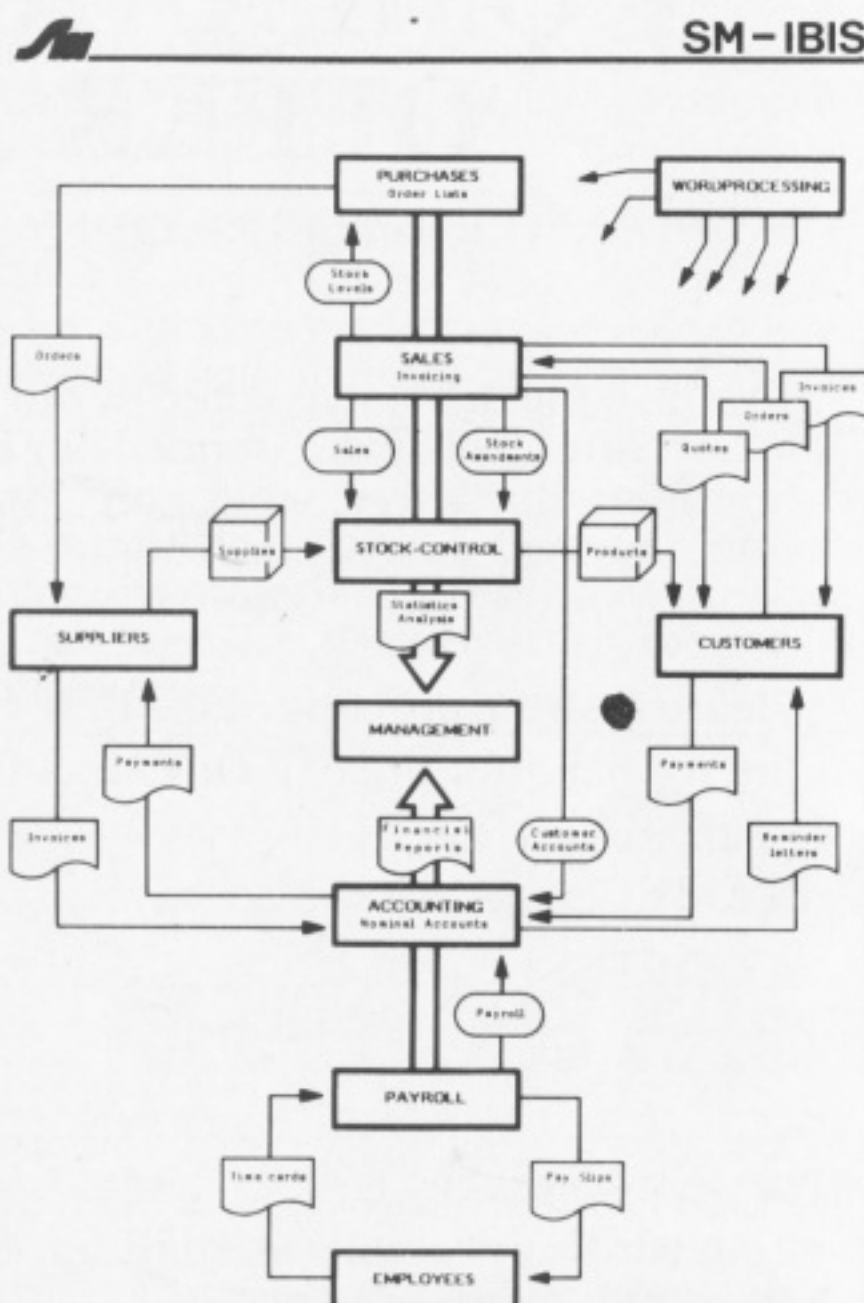 Sm
SM-IBIS
PURCHASES
Order Lists
WORDPROCESSING
Stock
Levels
Orders
SALES
Invoicing
Invoices
Orders
Quotes
Sales
Stock
Amendments
Supplies
STOCK-CONTROL
Products
Statistics
Analysis
SUPPLIERS
CUSTOMERS
MANAGEMENT
Payments
Payments
Invoices
Financial
Reports
Customer
Accounts
Reminder
letters
ACCOUNTING
Nominal Accounts
Payroll
PAYROLL
Time cards
Pay Slips
EMPLOYEES